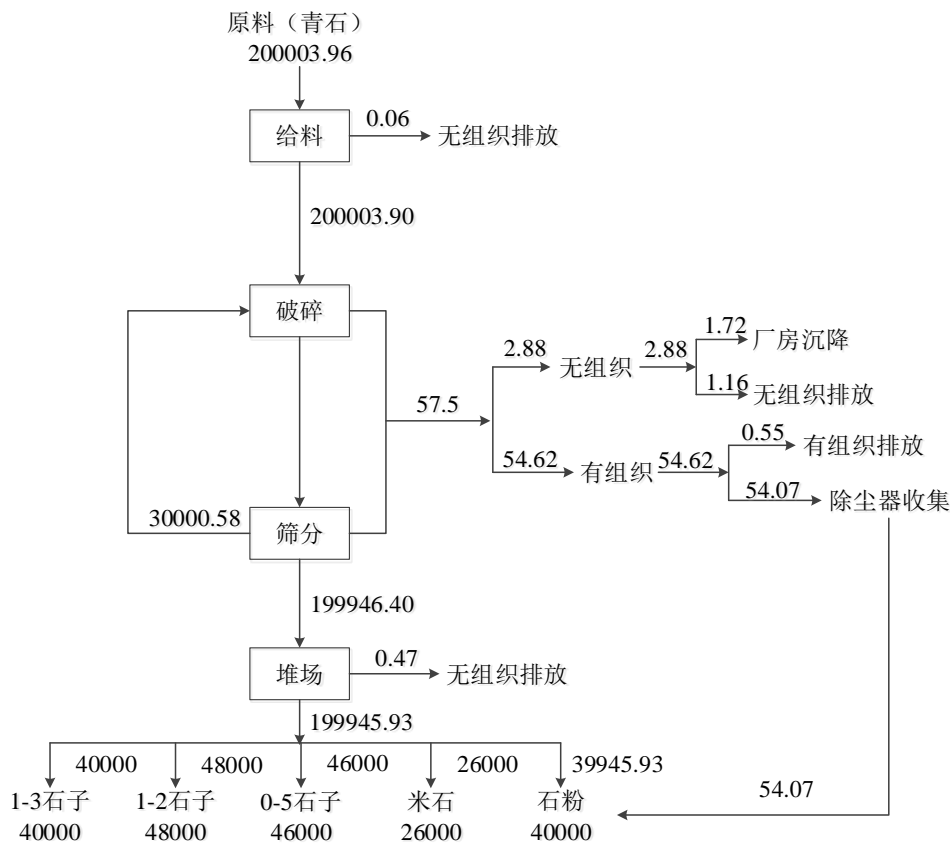 原料（青石）
200003.96
给料
0.06
无组织排放
200003.90
破碎
57.5
2.88
无组织
2.88
1.72
厂房沉降
1.16
无组织排放
54.62
有组织
54.62
0.55
有组织排放
54.07
除尘器收集
30000.58
筛分
199946.40
堆场
0.47
无组织排放
199945.93
40000
48000
46000
26000
39945.93
54.07
1-3石子
40000
1-2石子
48000
0-5石子
46000
米石
26000
石粉
40000